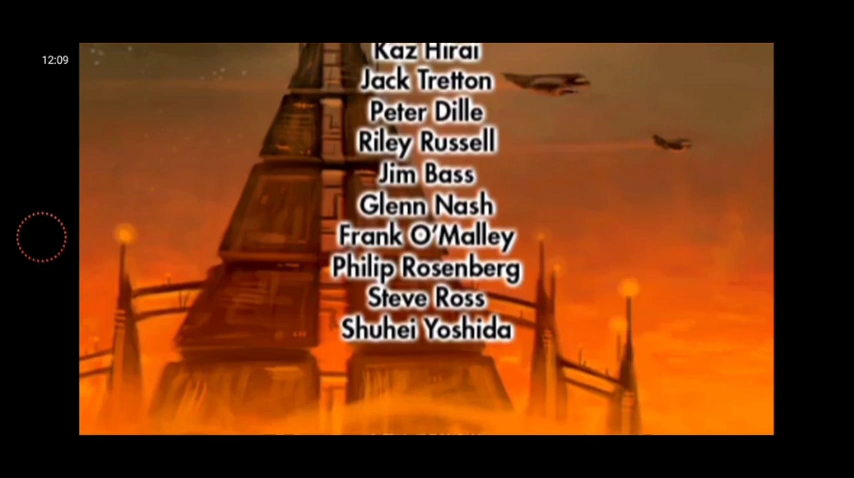 12:09
Kaz Hirai
Jack Tretton
Peter Dille
Riley Russell
Jim Bass
Glenn Nash
Frank O'Malley
Philip Rosenberg
Steve Ross
Shuhei Yoshida